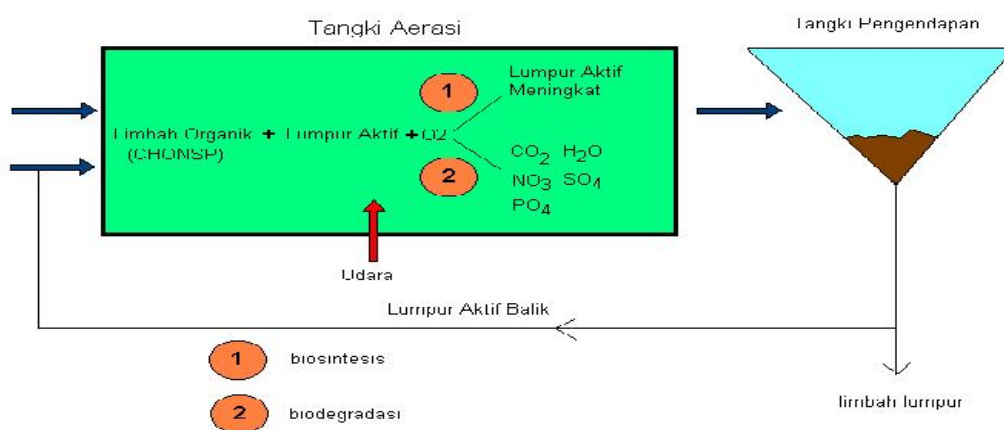 Tangki Aerasi
Tangki Pengendapan
1
Lumpur Aktif
Meningkat
Limbah Organik + Lumpur Aktif + O2
(CHONSP)
2
CO2 H2O
NO3 SO4
PO4
Udara
Lumpur Aktif Balik
1 biosintesis
2 biodegradasi
limbah lumpur